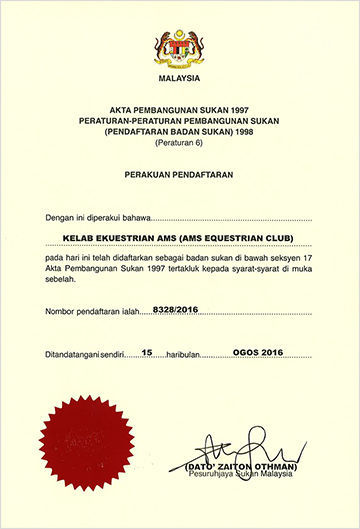 MALAYSIA
AKTA PEMBANGUNAN SUKAN 1997
PERATURAN-PERATURAN PEMBANGUNAN SUKAN
(PENDAFTARAN BADAN SUKAN) 1998
(Peraturan 6)
PERAKUAN PENDAFTARAN
Dengan ini diperakui bahawa
KELAB EKUESTRIAN AMS (AMS EQUESTRIAN CLUB)
pada hari ini telah didaftarkan sebagai badan sukan di bawah seksyen 17
Akta Pembangunan Sukan 1997 tertakluk kepada syarat-syarat di muka
sebelah.
Nombor pendaftaran ialah 8328/2016
Ditandatangani sendiri 15 haribulan OGOS 2016
(DATO' ZAITON OTHMAN)
Pesuruhjaya Sukan Malaysia